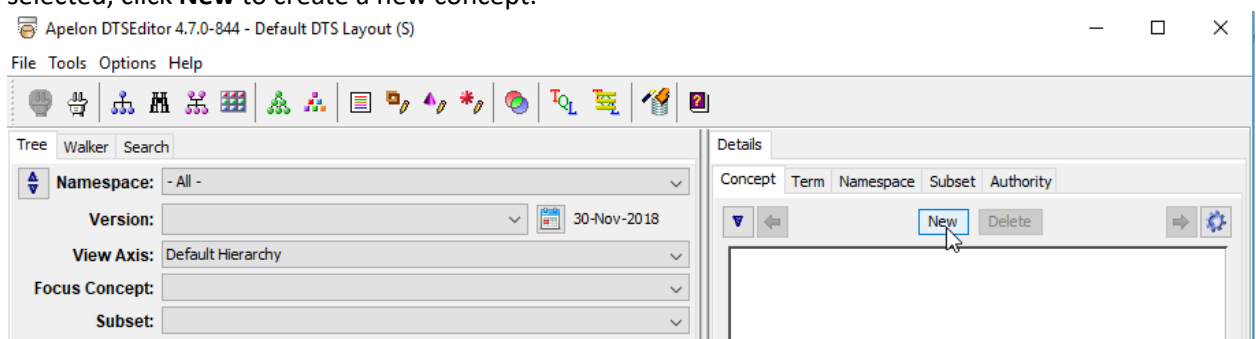 selected, click New to create a new concept.
Apelon DTSEditor 4.7.0-844 - Default DTS Layout (S)
File Tools Options Help
TQL
Tree Walker Search
Namespace: - All -
Version: 30-Nov-2018
View Axis: Default Hierarchy
Focus Concept:
Subset:
Details
Concept Term Namespace Subset Authority
New Delete